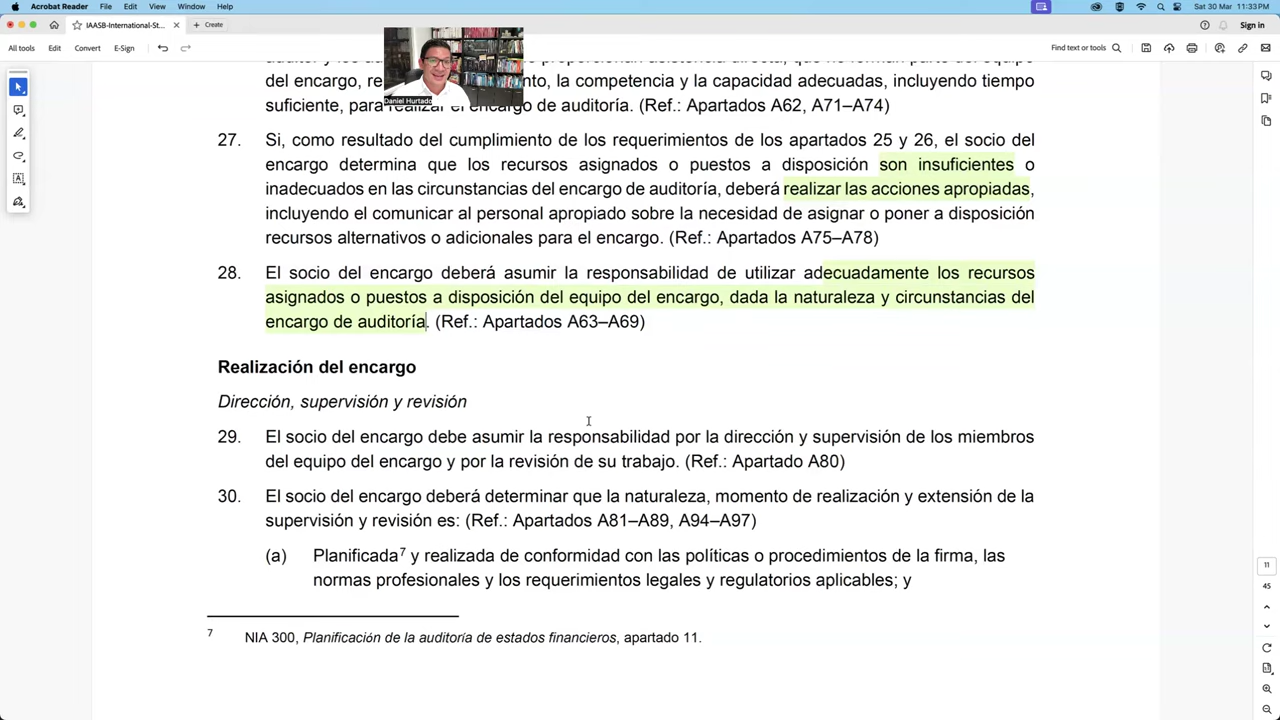 Acrobat Reader File Edit View Window Help Sat 30 Mar 11:33 PM
IAASB-International-St... Create Sign in
All tools Edit Convert E-Sign Find text or tools
del encargo, re to, la competencia y la capacidad adecuadas, incluyendo tiempo
Daniel Hurtado
suficiente, para realizar el encargo de auditoría. (Ref.: Apartados A62, A71–A74)
27. Si, como resultado del cumplimiento de los requerimientos de los apartados 25 y 26, el socio del
encargo determina que los recursos asignados o puestos a disposición son insuficientes o
inadecuados en las circunstancias del encargo de auditoría, deberá realizar las acciones apropiadas,
incluyendo el comunicar al personal apropiado sobre la necesidad de asignar o poner a disposición
recursos alternativos o adicionales para el encargo. (Ref.: Apartados A75–A78)
28. El socio del encargo deberá asumir la responsabilidad de utilizar adecuadamente los recursos
asignados o puestos a disposición del equipo del encargo, dada la naturaleza y circunstancias del
encargo de auditoría. (Ref.: Apartados A63–A69)
Realización del encargo
Dirección, supervisión y revisión
29. El socio del encargo debe asumir la responsabilidad por la dirección y supervisión de los miembros
del equipo del encargo y por la revisión de su trabajo. (Ref.: Apartado A80)
30. El socio del encargo deberá determinar que la naturaleza, momento de realización y extensión de la
supervisión y revisión es: (Ref.: Apartados A81–A89, A94–A97)
(a) Planificada7 y realizada de conformidad con las políticas o procedimientos de la firma, las
normas profesionales y los requerimientos legales y regulatorios aplicables; y
7 NIA 300, Planificación de la auditoría de estados financieros, apartado 11.
11
45